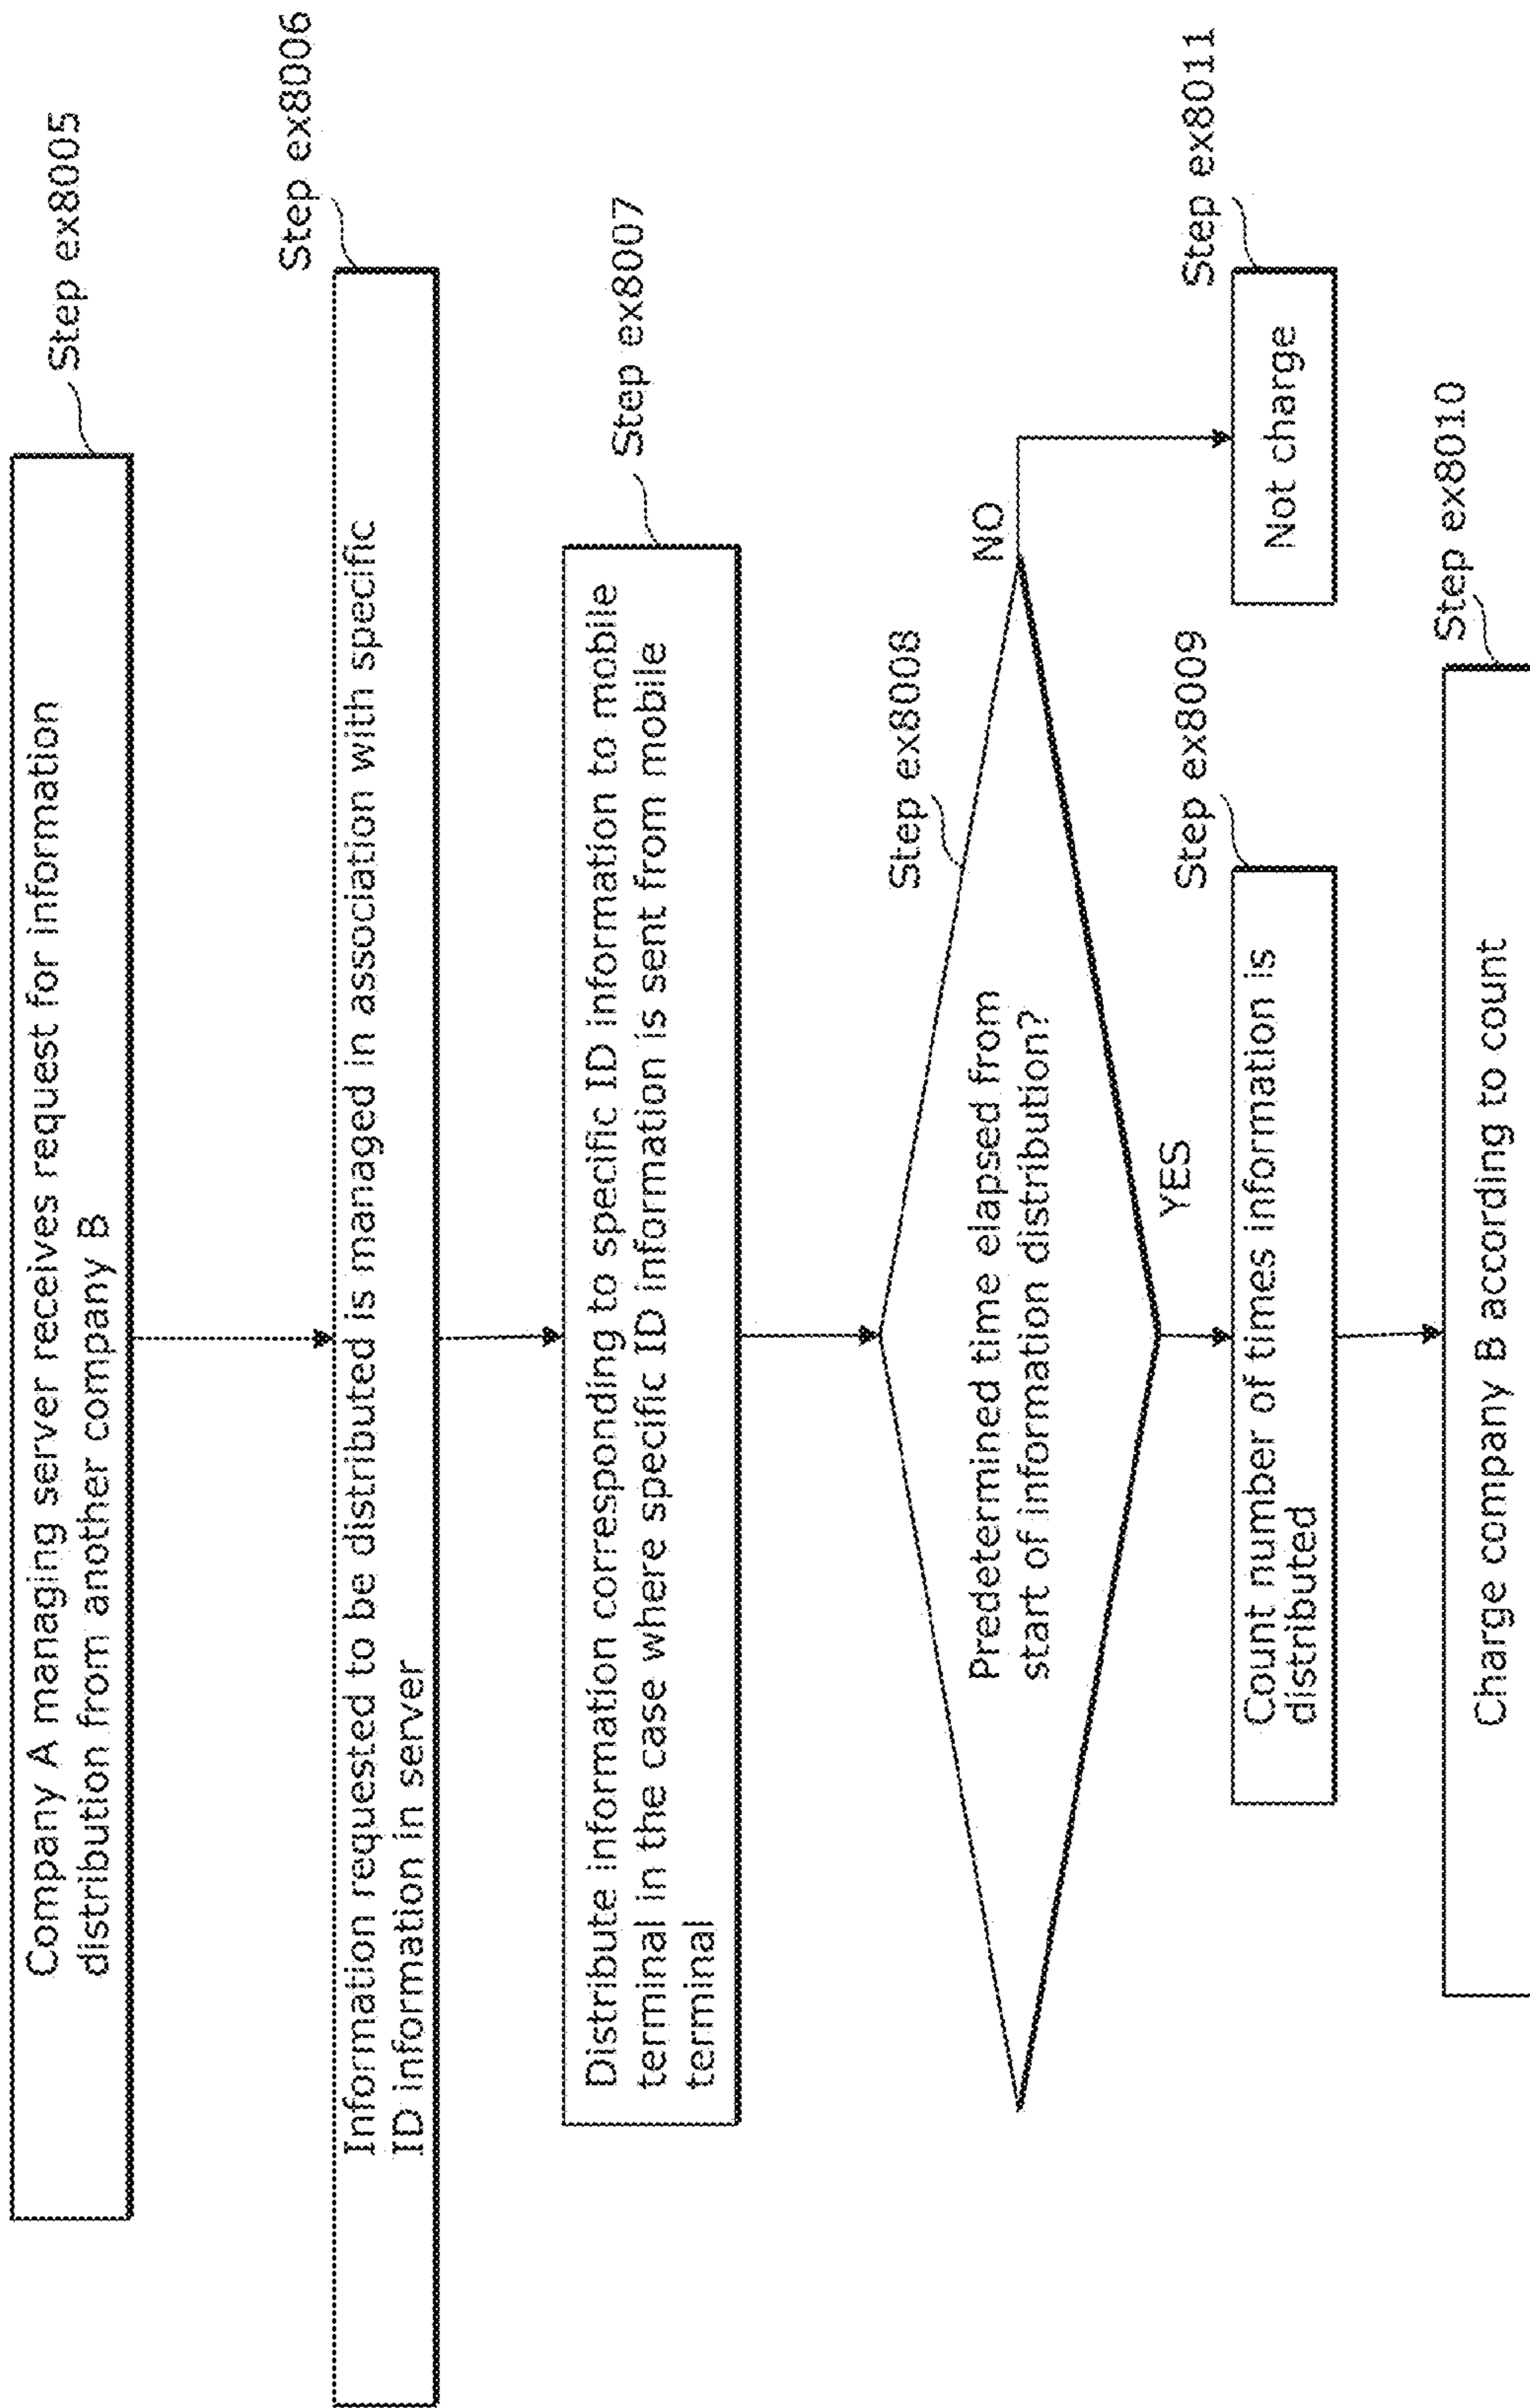 Step ex8005
Company A managing server receives request for information
distribution from another company B
Step ex8006
Information requested to be distributed is managed in association with specific
ID information in server
Step ex8007
Distribute information corresponding to specific ID information to mobile
terminal in the case where specific ID information is sent from mobile
terminal
Step ex8008
Predetermined time elapsed from
start of information distribution?
NO
YES
Step ex8009
Count number of times information is
distributed
Step ex8011
Not charge
Step ex8010
Charge company B according to count